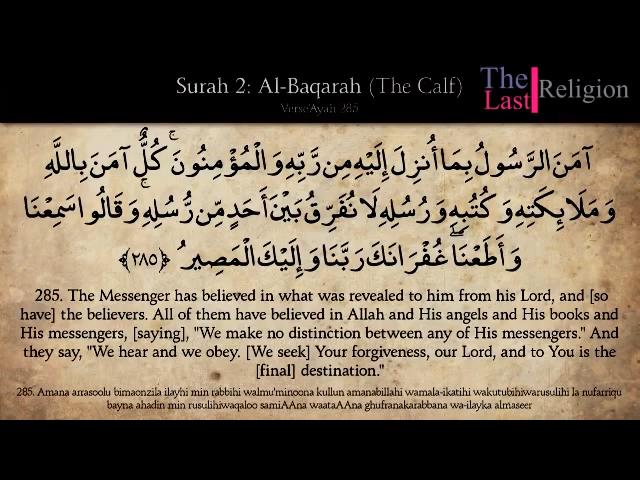 Surah 2: Al-Baqarah (The Calf)
Verse'Ayah 285
The
Last
Religion
آمَنَ الرَّسُولُ بِمَا أُنزِلَ إِلَيْهِ مِن رَّبِّهِ وَالْمُؤْمِنُونَ ۚ كُلٌّ آمَنَ بِاللَّهِ
وَمَلَائِكَتِهِ وَكُتُبِهِ وَرُسُلِهِ لَا نُفَرِّقُ بَيْنَ أَحَدٍ مِّن رُّسُلِهِ ۚ وَقَالُوا سَمِعْنَا
وَأَطَعْنَا ۖ غُفْرَانَكَ رَبَّنَا وَإِلَيْكَ الْمَصِيرُ ﴿٢٨٥﴾
285. The Messenger has believed in what was revealed to him from his Lord, and [so
have] the believers. All of them have believed in Allah and His angels and His books and
His messengers, [saying], "We make no distinction between any of His messengers." And
they say, "We hear and we obey. [We seek] Your forgiveness, our Lord, and to You is the
[final] destination."
285. Amana arrasoolu bimaonzila ilayhi min rabbihi walmu'minoona kullun amanabillahi wamala-ikatihi wakutubihiwarusulihi la nufarriqu
bayna ahadin min rusulihiwaqaloo samiAAna waataAAna ghufranakarabbana wa-ilayka almaseer